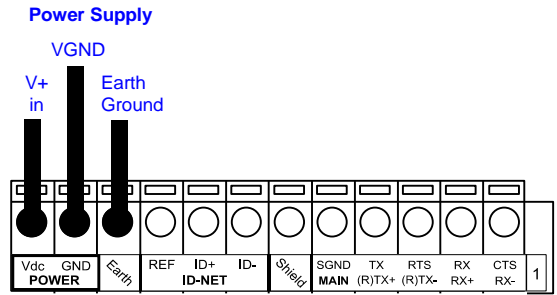 Power Supply
VGND
V+
in
Earth
Ground
Vdc GND Earth REF ID+ ID- Shield SGND TX RTS RX CTS 1
POWER ID-NET MAIN (R)TX+ (R)TX- RX+ RX-